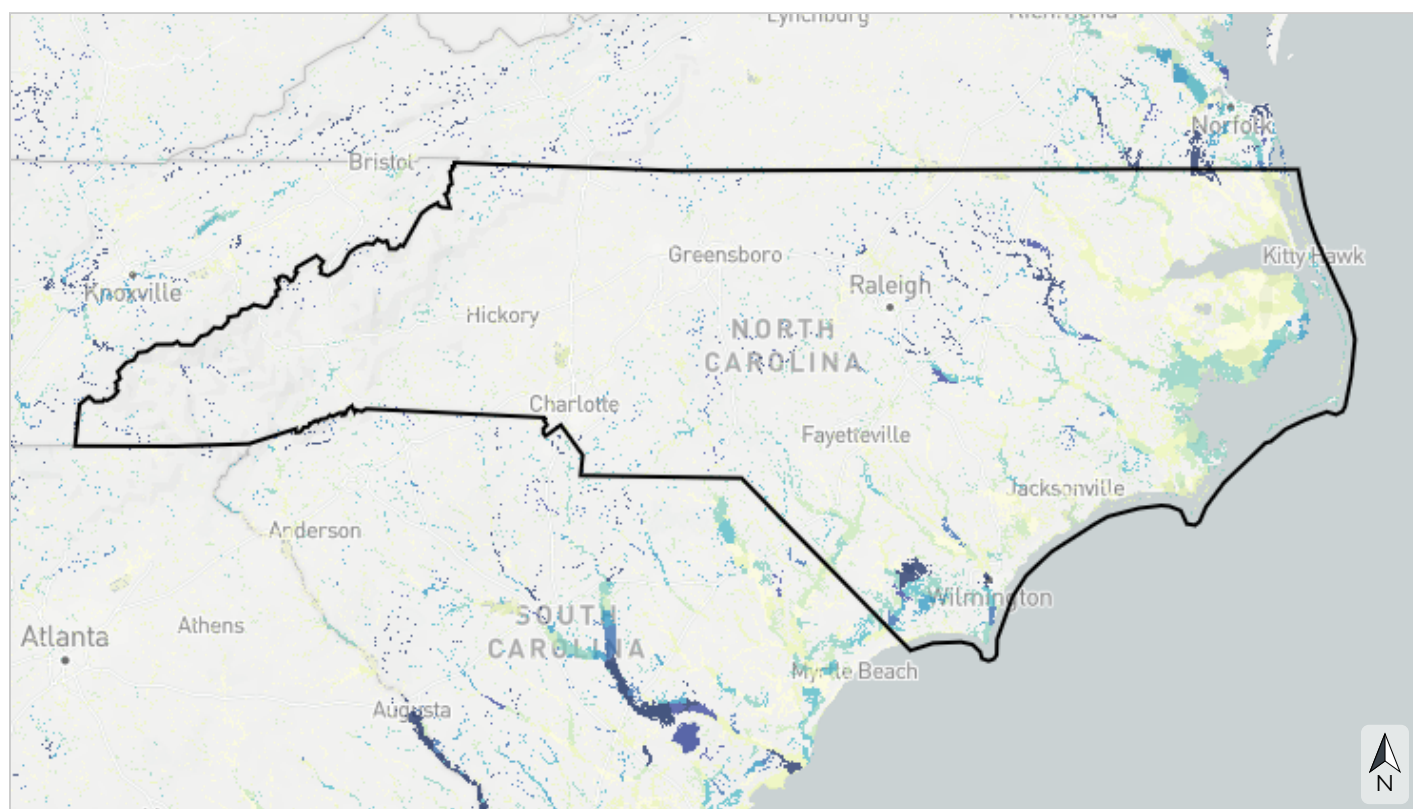 Lynchburg
Richmond
Norfolk
Bristol
Greensboro
Kitty Hawk
Knoxville
Raleigh
Hickory
NORTH
CAROLINA
Charlotte
Fayetteville
Jacksonville
Anderson
Wilmington
SOUTH
CAROLINA
Athens
Atlanta
Myrtle Beach
Augusta
N